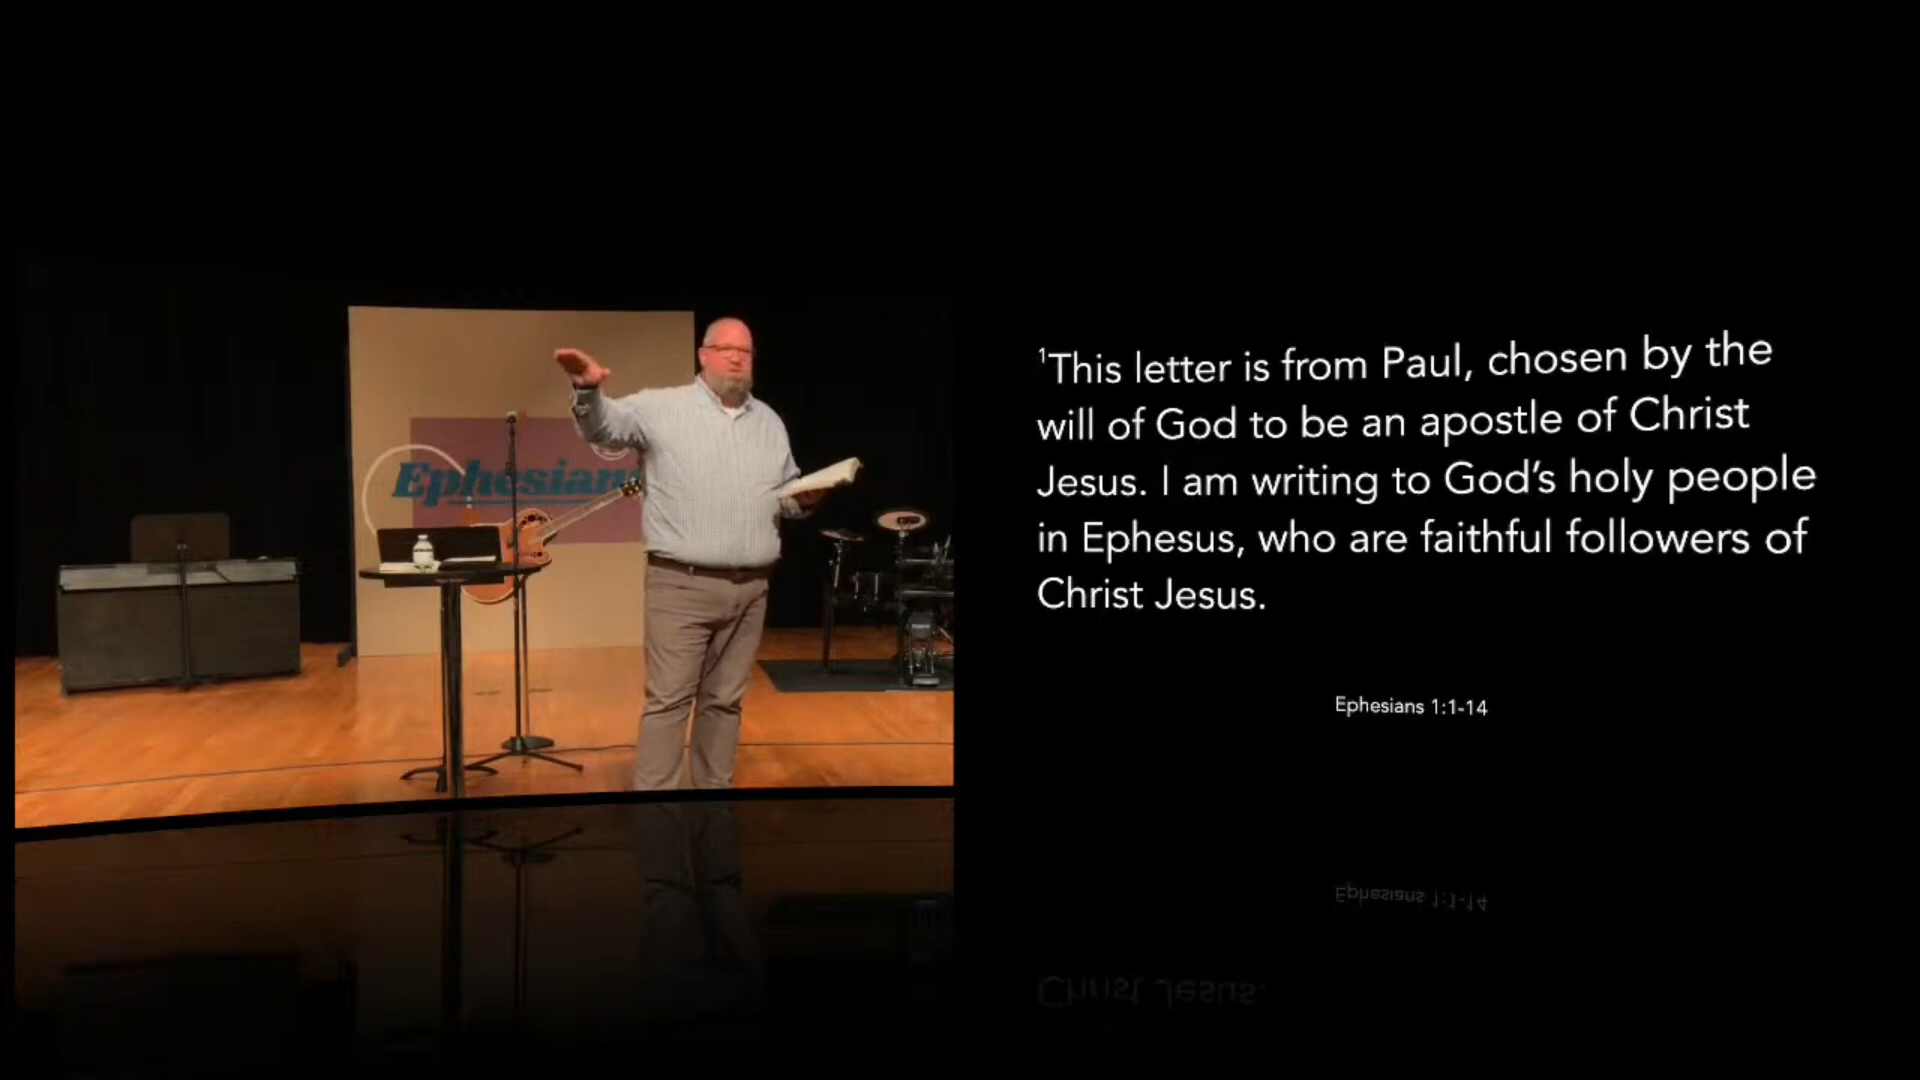 Ephesians
¹This letter is from Paul, chosen by the
will of God to be an apostle of Christ
Jesus. I am writing to God’s holy people
in Ephesus, who are faithful followers of
Christ Jesus.
Ephesians 1:1-14